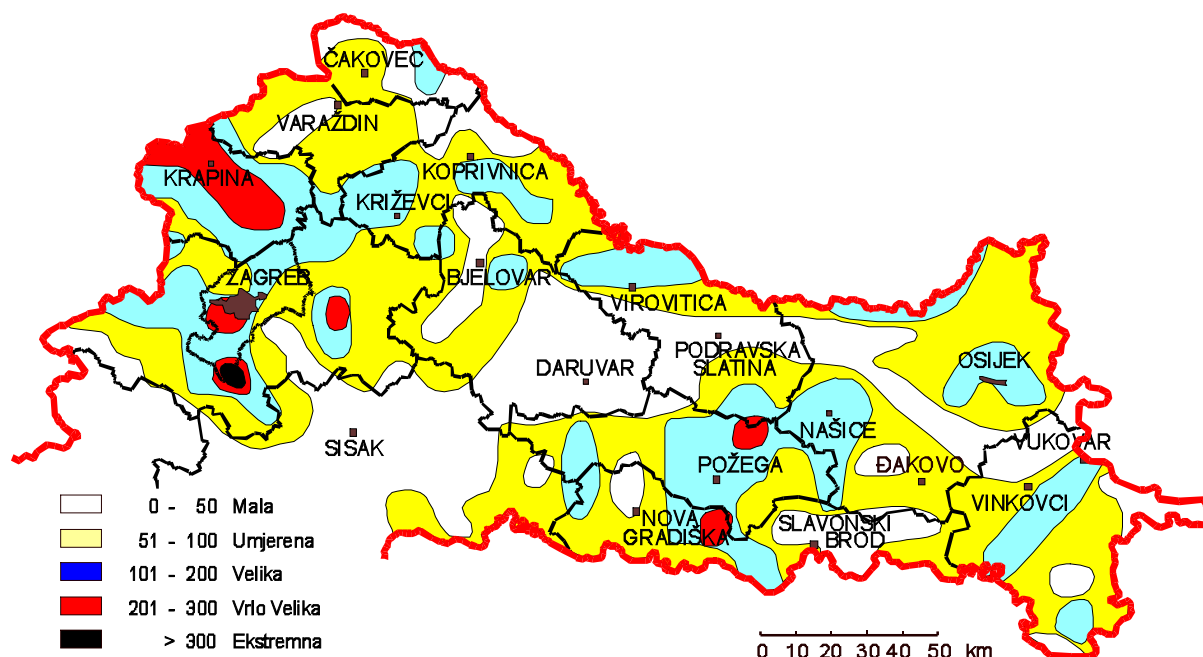 ČAKOVEC
VARAŽDIN
KOPRIVNICA
KRAPINA
KRIŽEVCI
ZAGREB
BJELOVAR
VIROVITICA
DARUVAR
PODRAVSKA
SLATINA
OSIJEK
SISAK
NAŠICE
VUKOVAR
POŽEGA
ĐAKOVO
VINKOVCI
NOVA
GRADIŠKA
SLAVONSKI
BROD
0 - 50 Mala
51 - 100 Umjerena
101 - 200 Velika
201 - 300 Vrlo Velika
> 300 Ekstremna
0 10 20 30 40 50 km